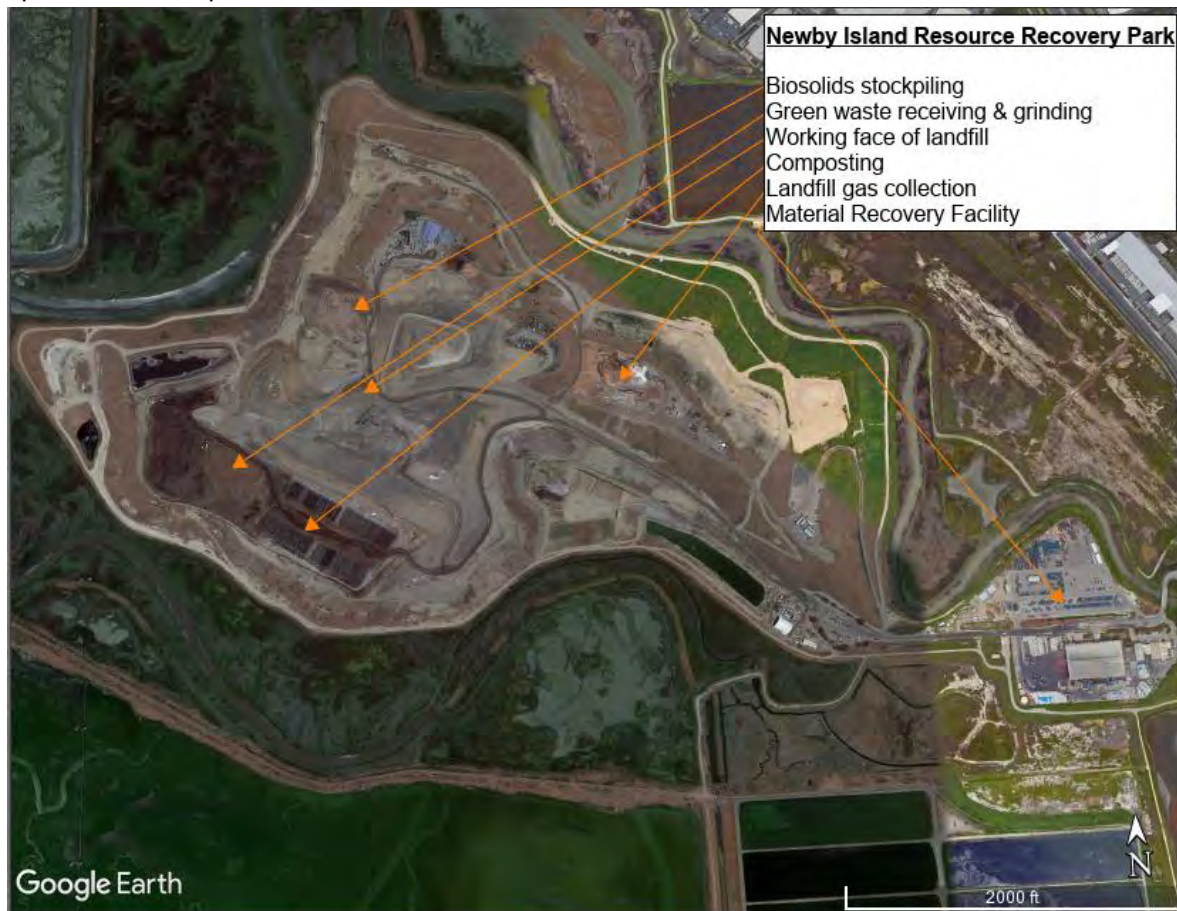 Newby Island Resource Recovery Park
Biosolids stockpiling
Green waste receiving & grinding
Working face of landfill
Composting
Landfill gas collection
Material Recovery Facility
N
Google Earth
2000 ft